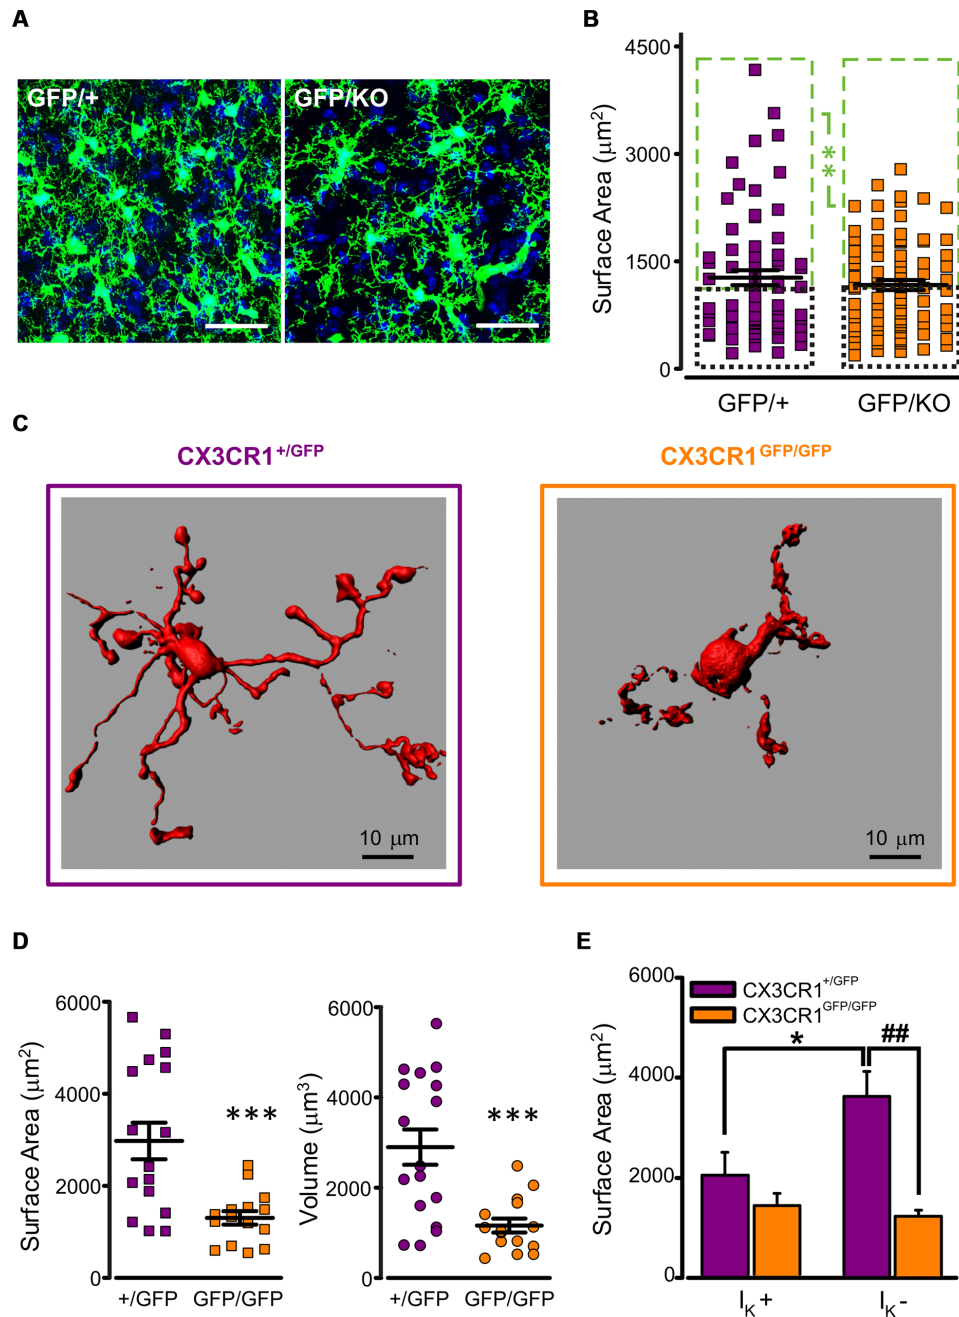 A
GFP/+
GFP/KO
B
Surface Area (μm²)
4500
3000
1500
0
**
GFP/+
GFP/KO
C
CX3CR1+/GFP
CX3CR1GFP/GFP
10 μm
10 μm
D
Surface Area (μm²)
6000
4000
2000
0
***
+/GFP
GFP/GFP
Volume (μm³)
6000
4000
2000
0
***
+/GFP
GFP/GFP
E
Surface Area (μm²)
6000
4000
2000
0
CX3CR1+/GFP
CX3CR1GFP/GFP
*
##
IK+
IK-